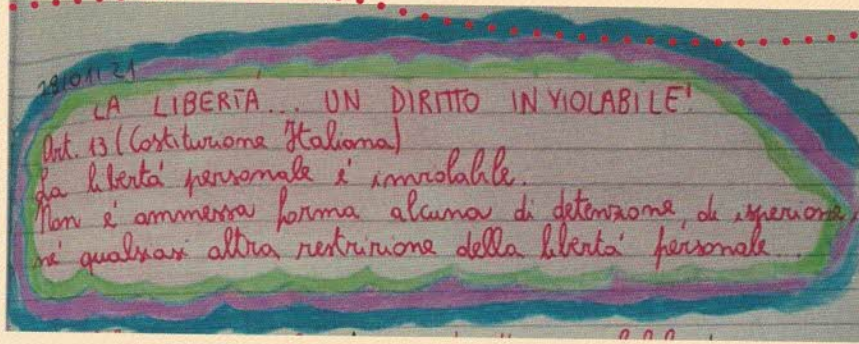 28/01/21
LA LIBERTÀ... UN DIRITTO INVIOLABILE!
Art. 13 (Costituzione Italiana)
La libertà personale è inviolabile.
Non è ammessa forma alcuna di detenzione, di ispezione,
né qualsiasi altra restrizione della libertà personale...